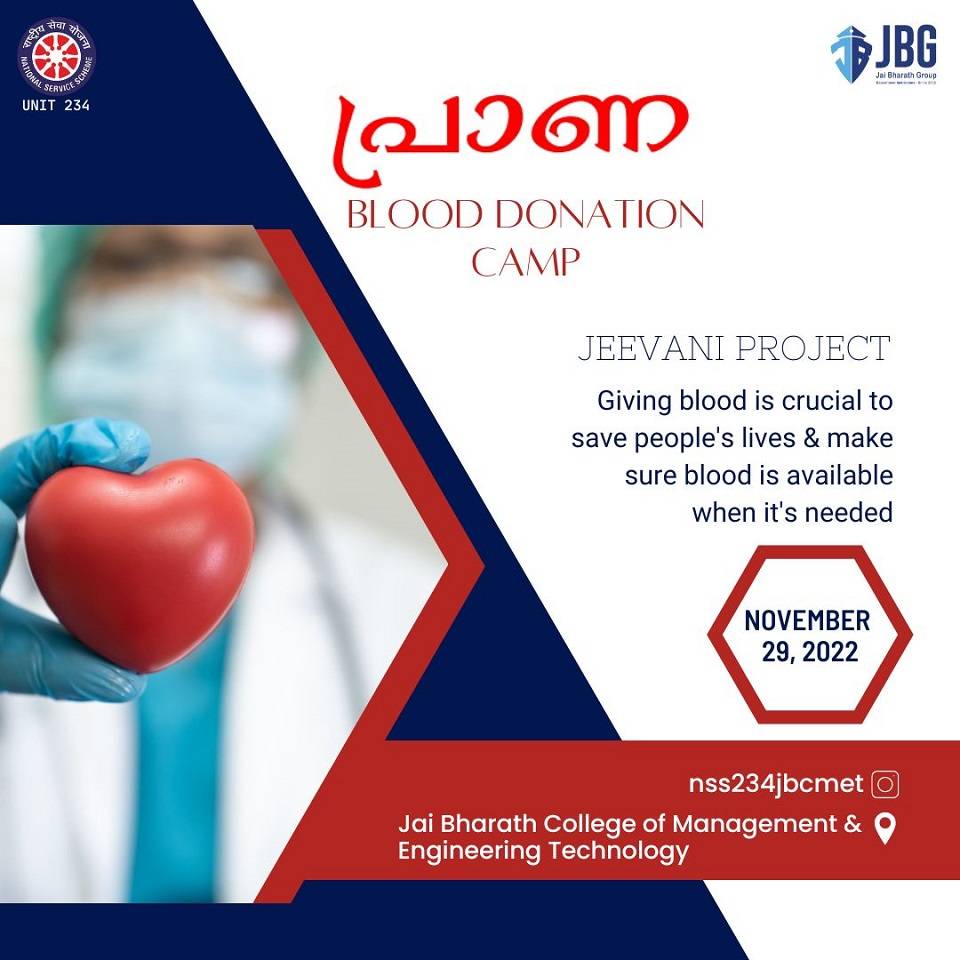 राष्ट्रीय सेवा योजना
NATIONAL SERVICE SCHEME
UNIT 234
JBG
Jai Bharath Group
പ്രാണ
BLOOD DONATION
CAMP
JEEVANI PROJECT
Giving blood is crucial to
save people's lives & make
sure blood is available
when it's needed
NOVEMBER
29, 2022
nss234jbcmet
Jai Bharath College of Management &
Engineering Technology